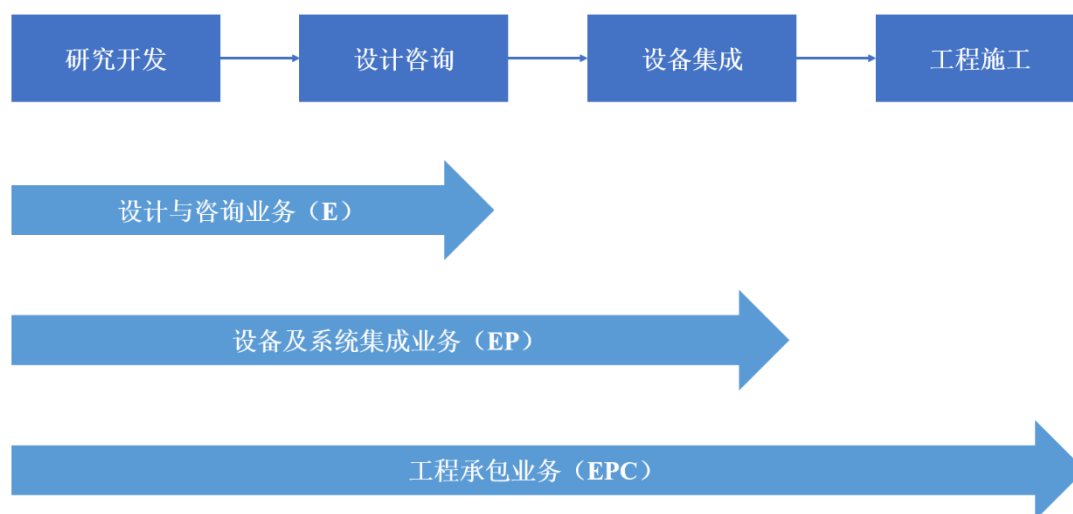 研究开发
设计咨询
设备集成
工程施工
设计与咨询业务（E）
设备及系统集成业务（EP）
工程承包业务（EPC）